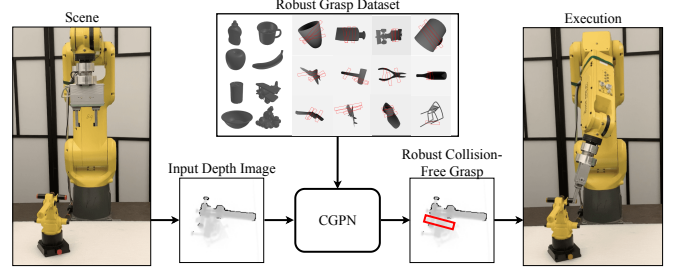 Robust Grasp Dataset
Scene
Execution
Input Depth Image
CGPN
Robust Collision-
Free Grasp